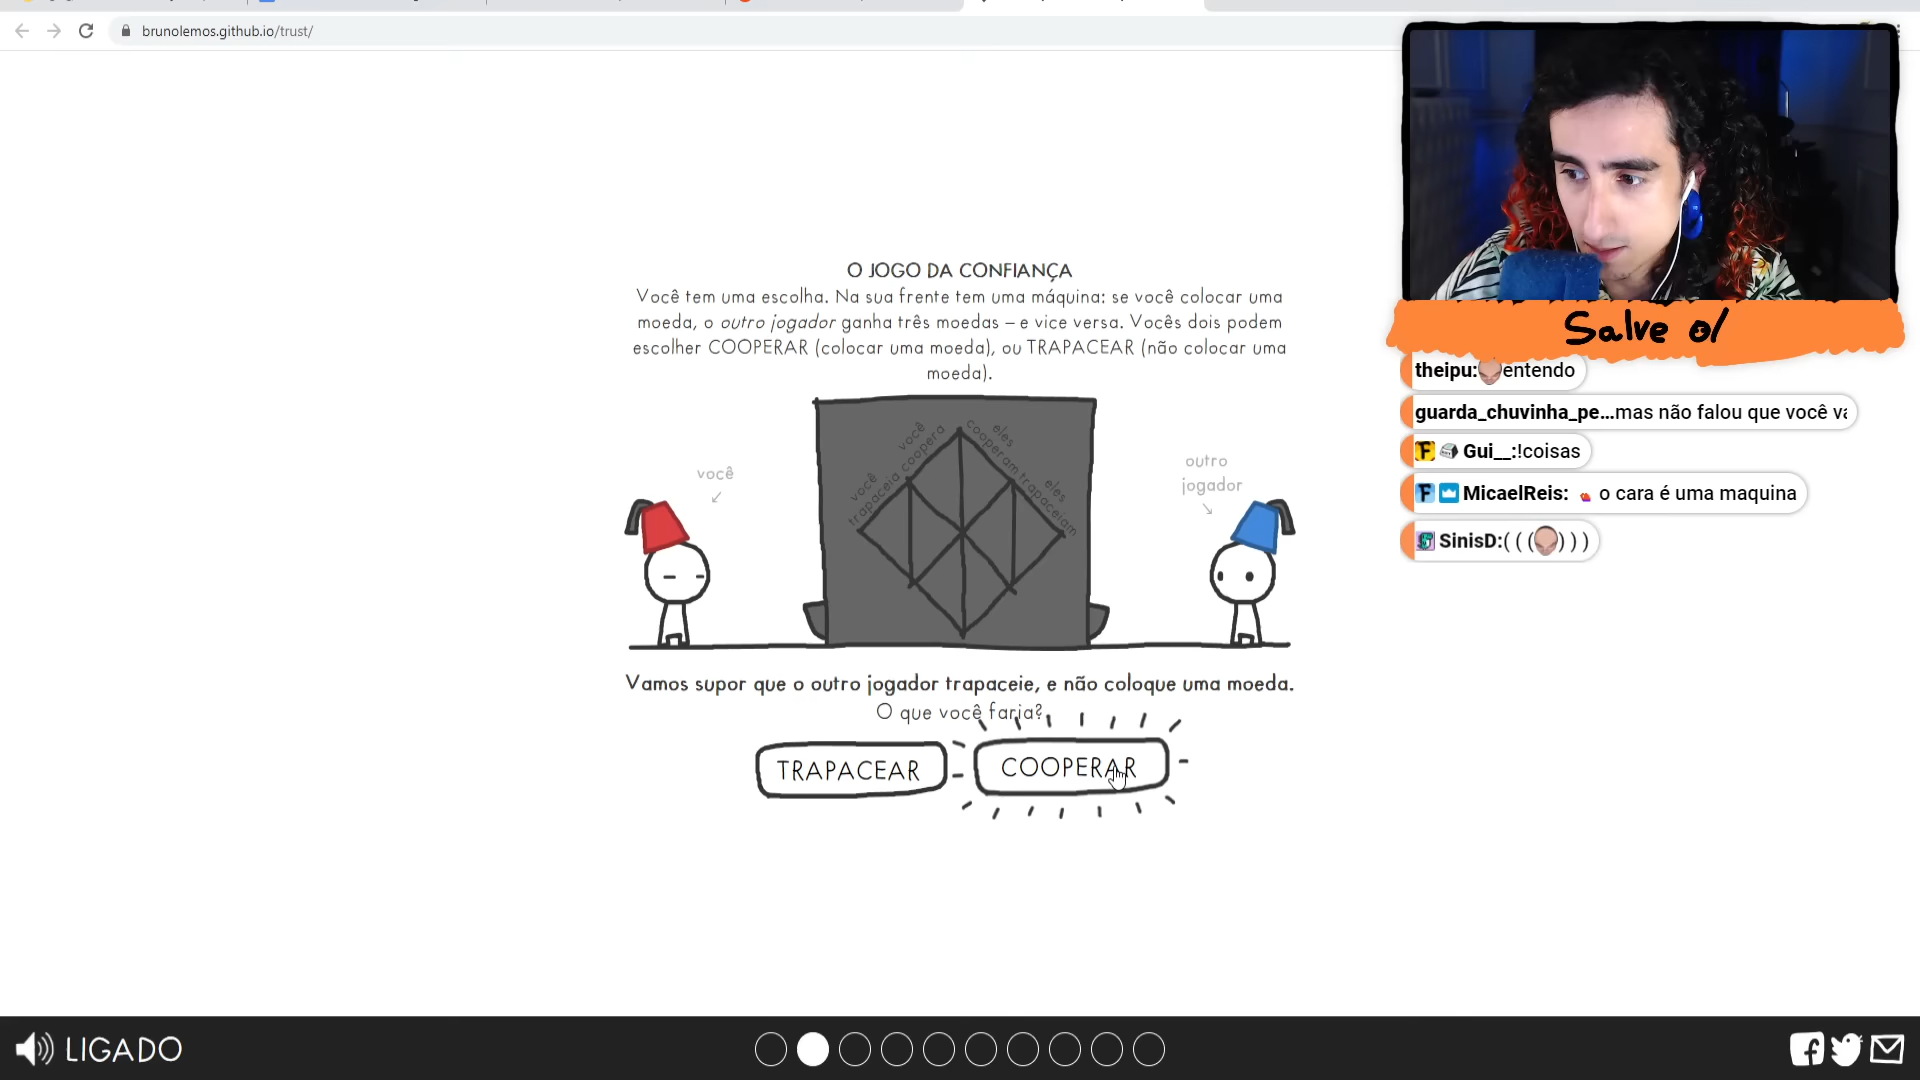 brunolemos.github.io/trust/
O JOGO DA CONFIANÇA
Você tem uma escolha. Na sua frente tem uma máquina: se você colocar uma
moeda, o outro jogador ganha três moedas – e vice versa. Vocês dois podem
escolher COOPERAR (colocar uma moeda), ou TRAPACEAR (não colocar uma
moeda).
você
trapaceia
você
coopera
eles
cooperam
eles
trapaceiam
você
outro
jogador
Vamos supor que o outro jogador trapaceie, e não coloque uma moeda.
O que você faria?
TRAPACEAR
COOPERAR
Salve o/
theipu: entendo
guarda_chuvinha_pe...mas não falou que você va
Gui__:!coisas
MicaelReis: o cara é uma maquina
SinisD:( ( ( ) ) )
LIGADO